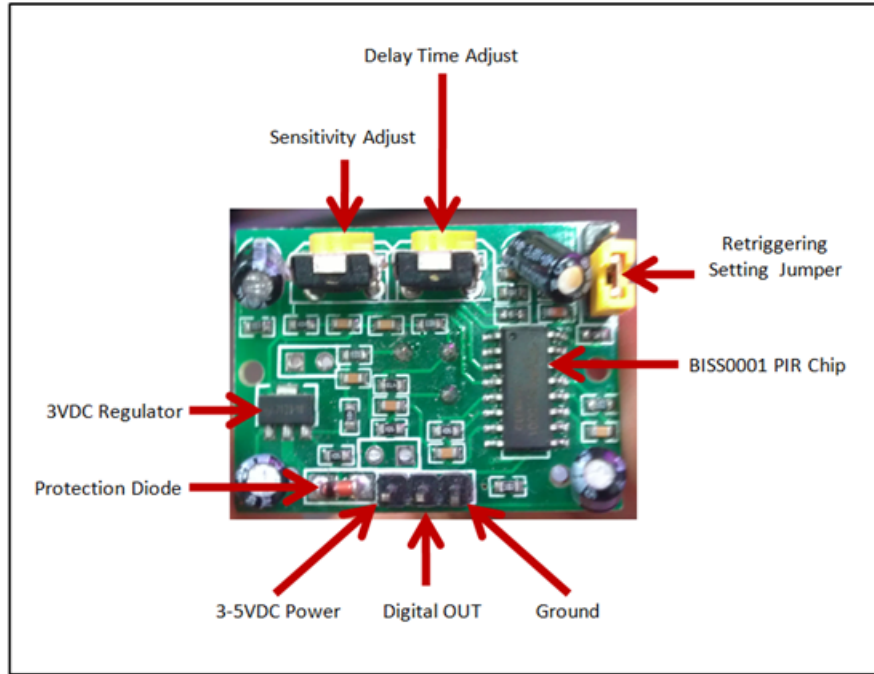 Delay Time Adjust
Sensitivity Adjust
Retriggering
Setting Jumper
BISS0001 PIR Chip
3VDC Regulator
Protection Diode
3-5VDC Power
Digital OUT
Ground